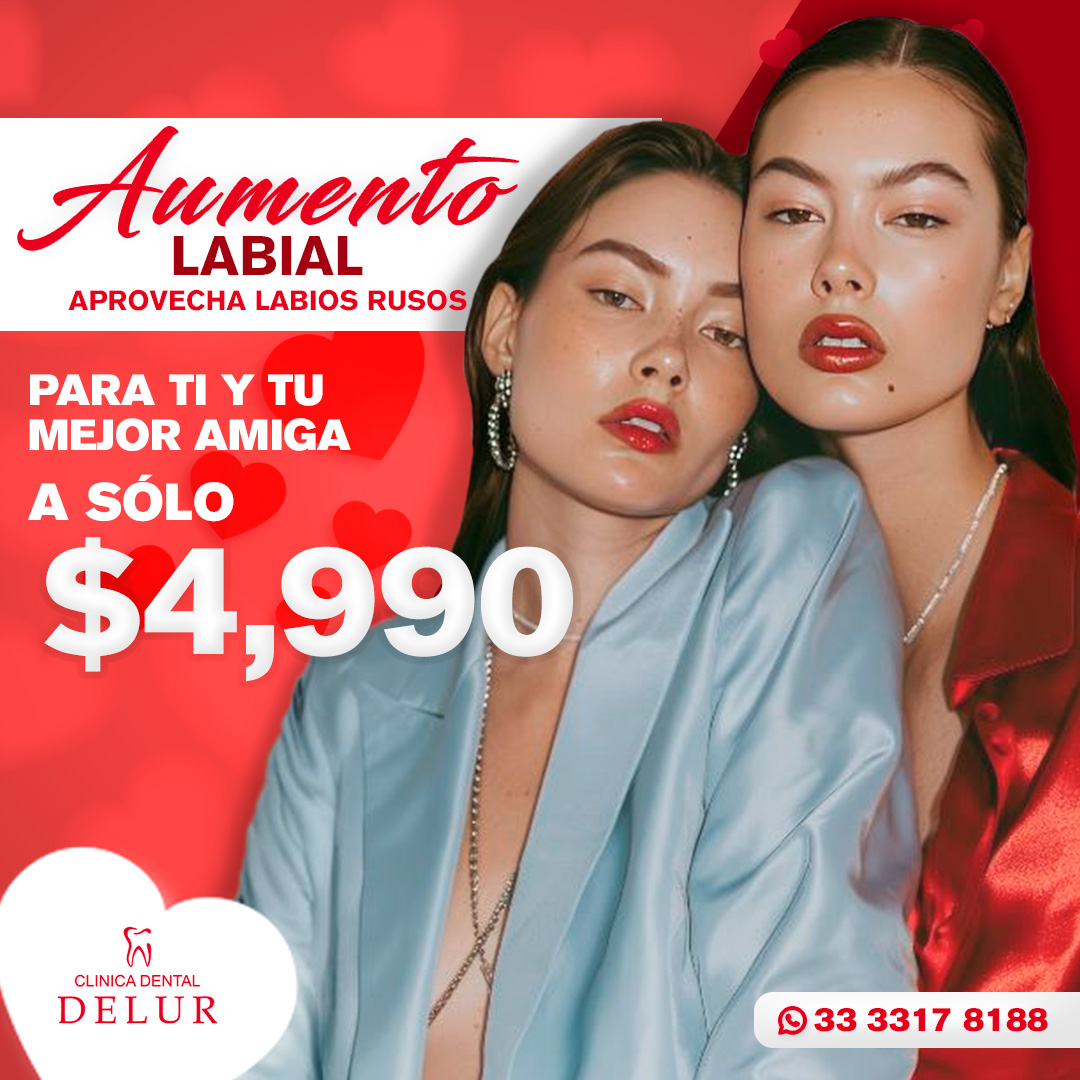 Aumento
LABIAL
APROVECHA LABIOS RUSOS
PARA TI Y TU
MEJOR AMIGA
A SÓLO
$4,990
CLINICA DENTAL
DELUR
33 3317 8188